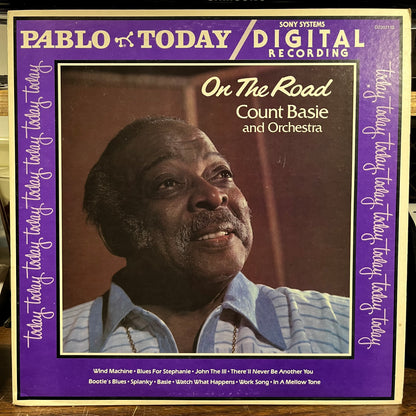 PABLO TODAY / SONY SYSTEMS
DIGITAL
RECORDING
On The Road
Count Basie
and Orchestra
today today today today today today today
today today today today today today today
Wind Machine • Blues For Stephanie • John The III • There'll Never Be Another You
Bootie's Blues • Splanky • Basie • Watch What Happens • Work Song • In A Mellow Tone